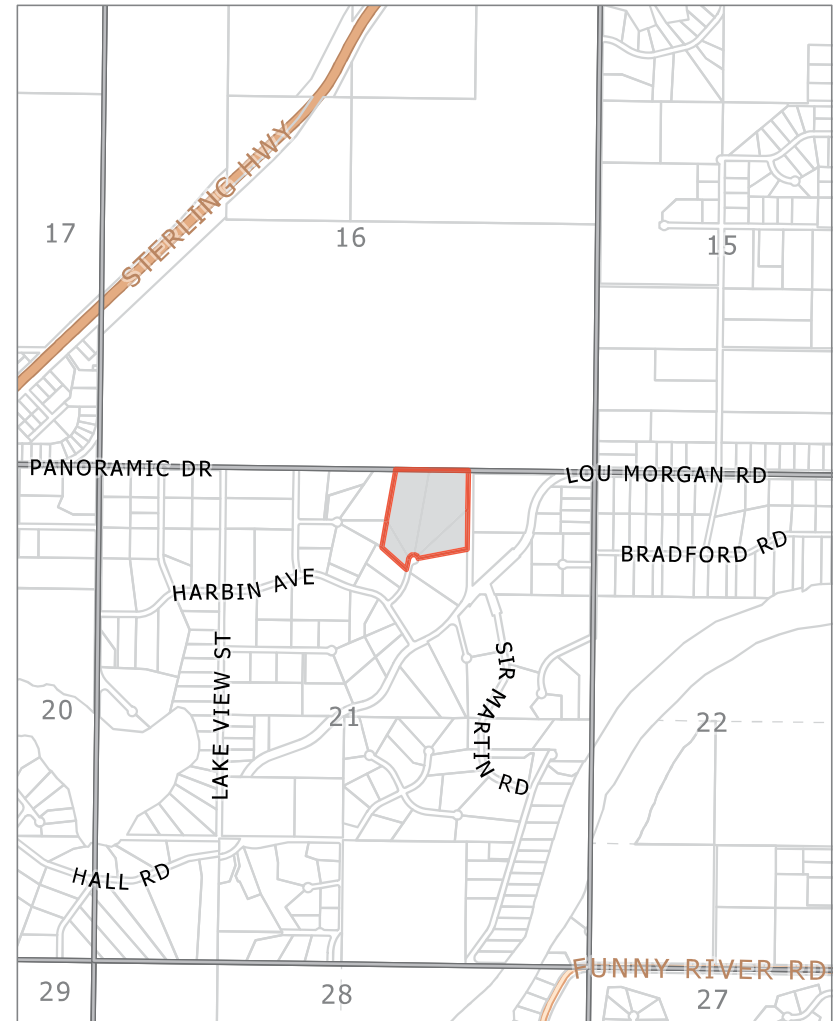 STERLING HWY
17
16
15
PANORAMIC DR
LOU MORGAN RD
BRADFORD RD
HARBIN AVE
LAKE VIEW ST
SIR MARTIN RD
20
21
22
HALL RD
FUNNY RIVER RD
29
28
27